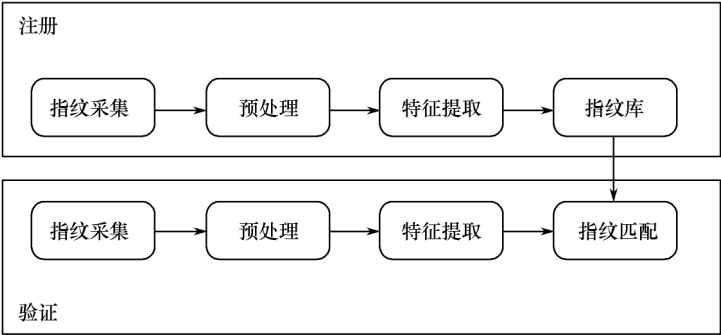 注册
指纹采集
预处理
特征提取
指纹库
指纹采集
预处理
特征提取
指纹匹配
验证